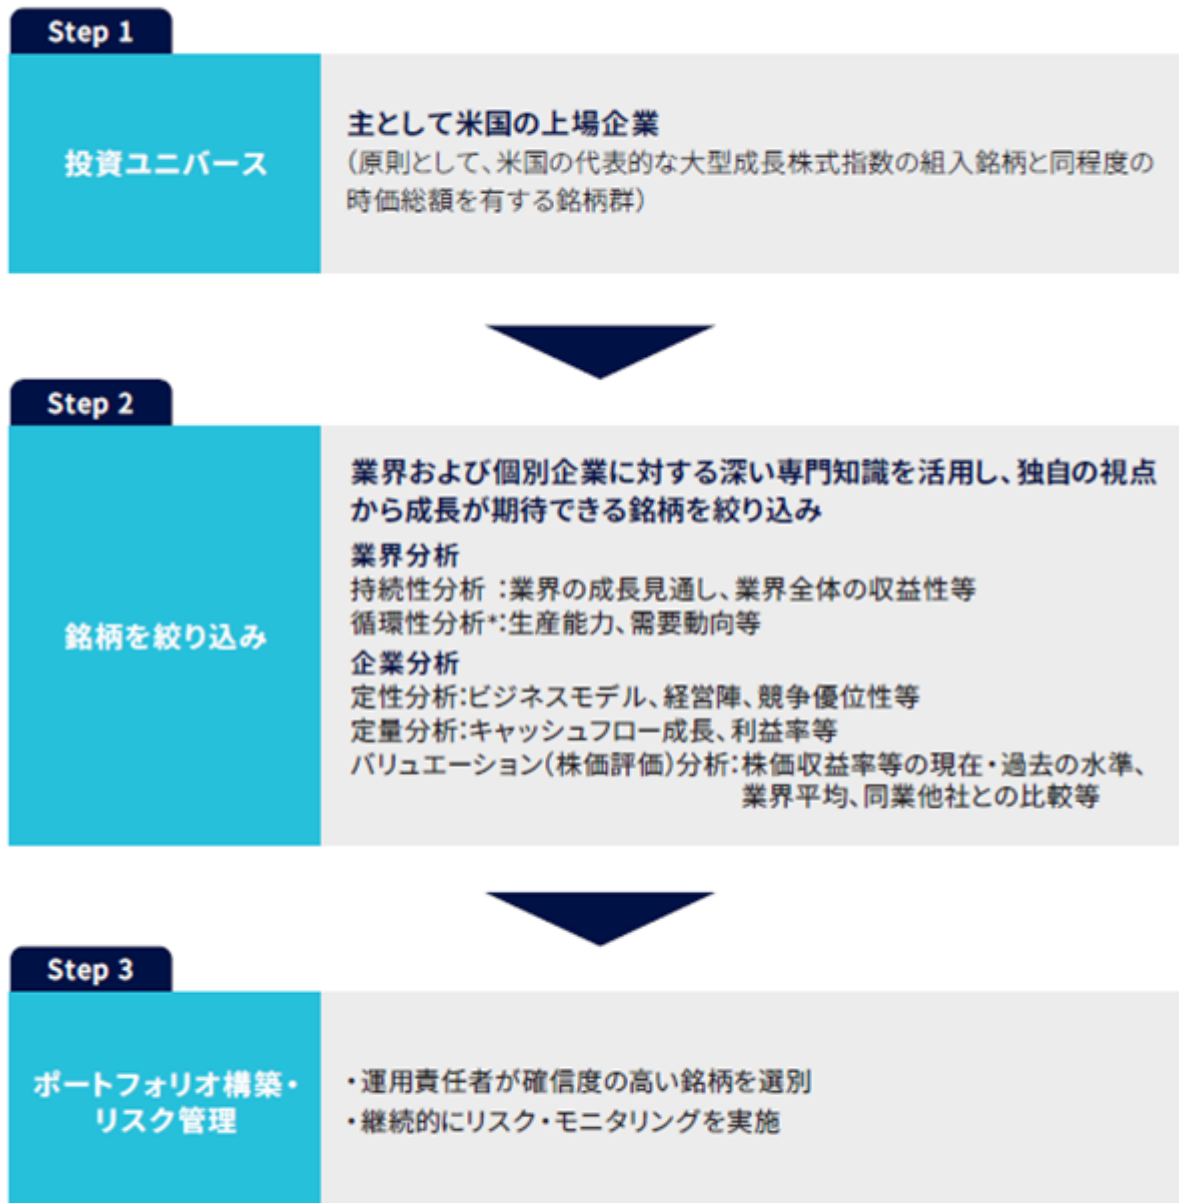 Step 1
投資ユニバース
主として米国の上場企業
（原則として、米国の代表的な大型成長株式指数の組入銘柄と同程度の
時価総額を有する銘柄群）
Step 2
銘柄を絞り込み
業界および個別企業に対する深い専門知識を活用し、独自の視点
から成長が期待できる銘柄を絞り込み
業界分析
持続性分析 ：業界の成長見通し、業界全体の収益性等
循環性分析*：生産能力、需要動向等
企業分析
定性分析：ビジネスモデル、経営陣、競争優位性等
定量分析：キャッシュフロー成長、利益率等
バリュエーション（株価評価）分析：株価収益率等の現在・過去の水準、
業界平均、同業他社との比較等
Step 3
ポートフォリオ構築・
リスク管理
・運用責任者が確信度の高い銘柄を選別
・継続的にリスク・モニタリングを実施